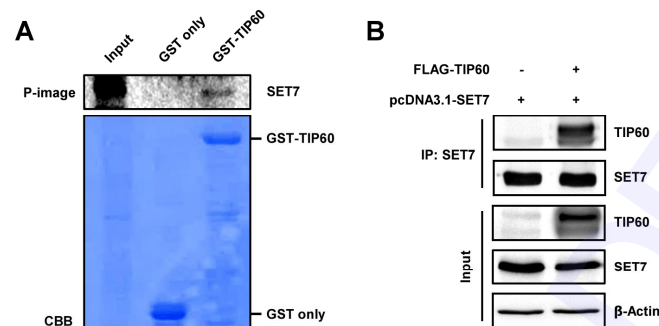 A
Input
GST only
GST-TIP60
P-image
SET7
GST-TIP60
GST only
CBB
B
FLAG-TIP60 - +
pcDNA3.1-SET7 + +
IP: SET7
TIP60
SET7
Input
TIP60
SET7
β-Actin